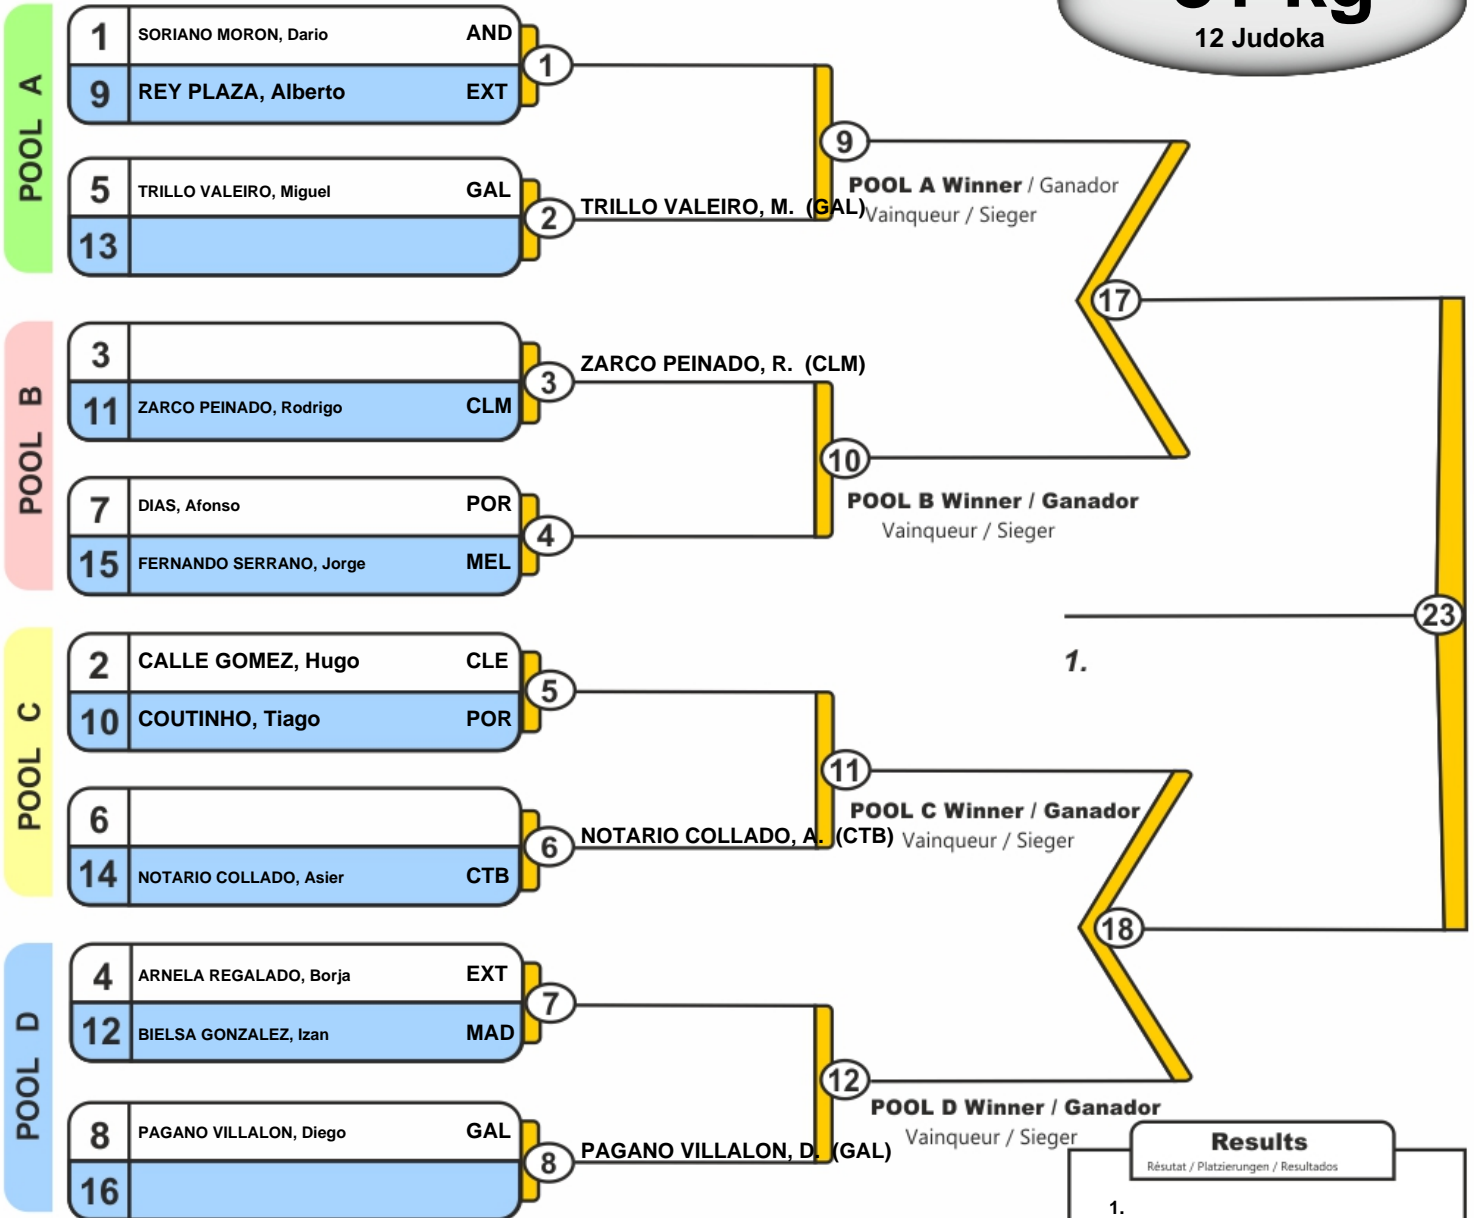 kg
12 Judoka
POOL A
1 SORIANO MORON, Dario AND
9 REY PLAZA, Alberto EXT
1
5 TRILLO VALEIRO, Miguel GAL
13
2
TRILLO VALEIRO, M. (GAL)
9
POOL A Winner / Ganador
Vainqueur / Sieger
POOL B
3
11 ZARCO PEINADO, Rodrigo CLM
3
ZARCO PEINADO, R. (CLM)
7 DIAS, Afonso POR
15 FERNANDO SERRANO, Jorge MEL
4
10
POOL B Winner / Ganador
Vainqueur / Sieger
17
POOL C
2 CALLE GOMEZ, Hugo CLE
10 COUTINHO, Tiago POR
5
6
14 NOTARIO COLLADO, Asier CTB
6
NOTARIO COLLADO, A. (CTB)
11
POOL C Winner / Ganador
Vainqueur / Sieger
POOL D
4 ARNELA REGALADO, Borja EXT
12 BIELSA GONZALEZ, Izan MAD
7
8 PAGANO VILLALON, Diego GAL
16
8
PAGANO VILLALON, D. (GAL)
12
POOL D Winner / Ganador
Vainqueur / Sieger
18
23
1.
Results
Résutat / Platzierungen / Resultados
1.